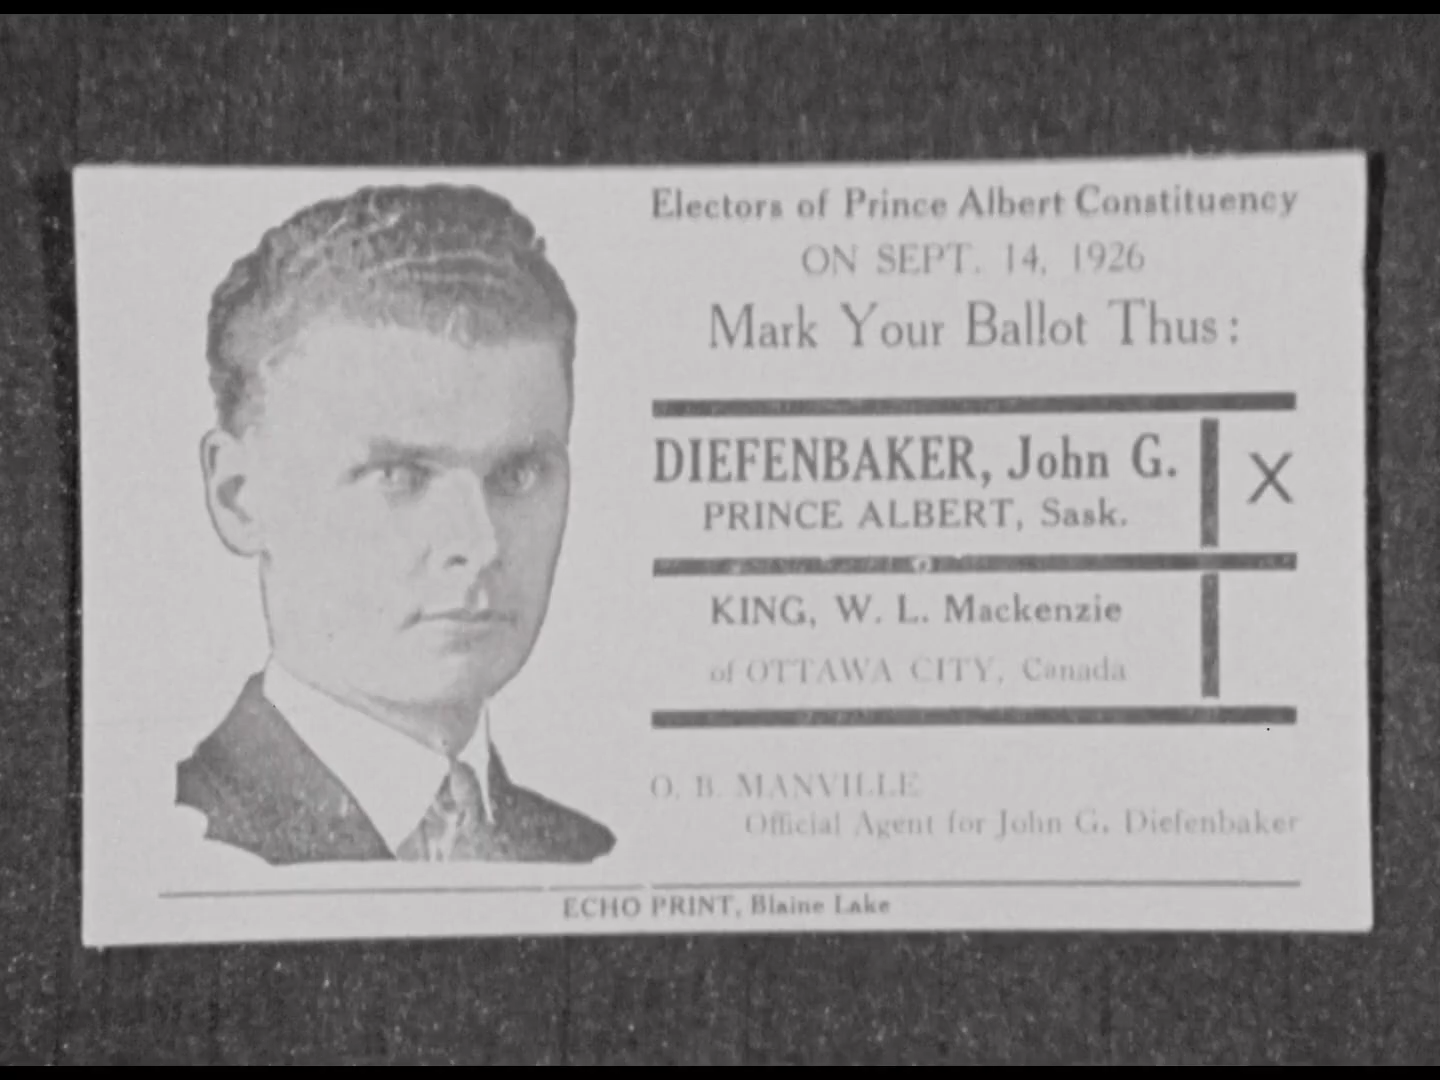 Electors of Prince Albert Constituency
ON SEPT. 14, 1926
Mark Your Ballot Thus:
DIEFENBAKER, John G.
PRINCE ALBERT, Sask.
X
KING, W. L. Mackenzie
of OTTAWA CITY, Canada
O. B. MANVILLE
Official Agent for John G. Diefenbaker
ECHO PRINT, Blaine Lake